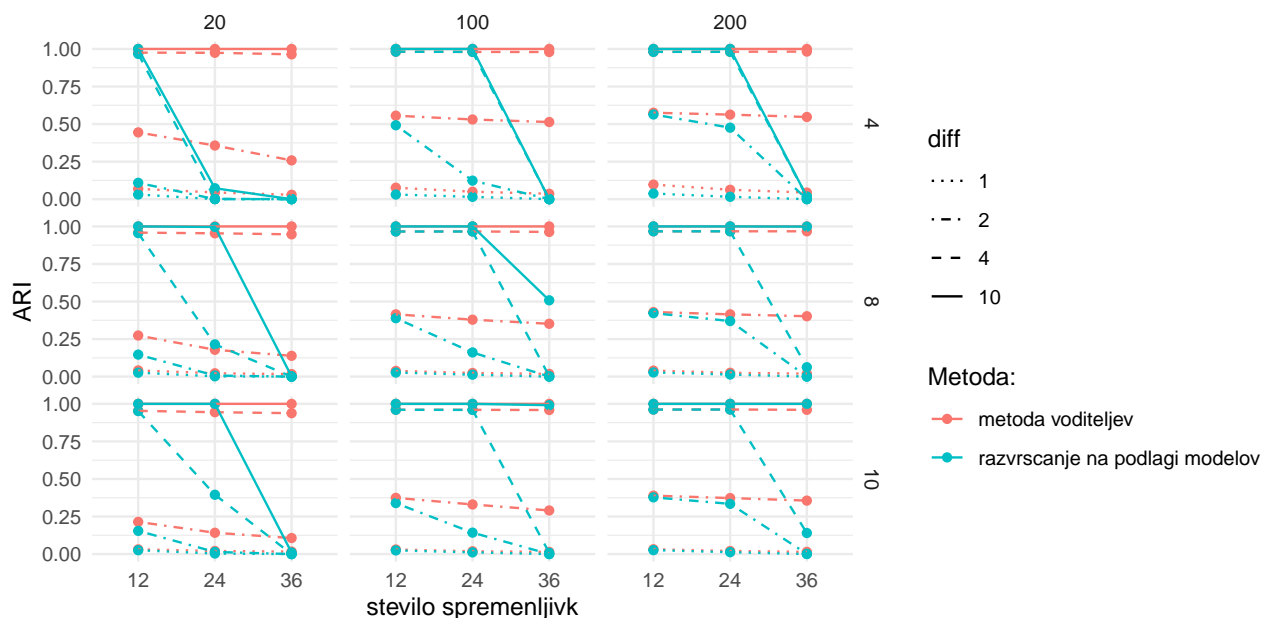 20 100 200
1.00
0.75
0.50
0.25
0.00
4
1.00
0.75
0.50
0.25
0.00
8
1.00
0.75
0.50
0.25
0.00
10
12 24 36 12 24 36 12 24 36
stevilo spremenljivk
ARI
diff
1
2
4
10
Metoda:
metoda voditeljev
razvrscanje na podlagi modelov